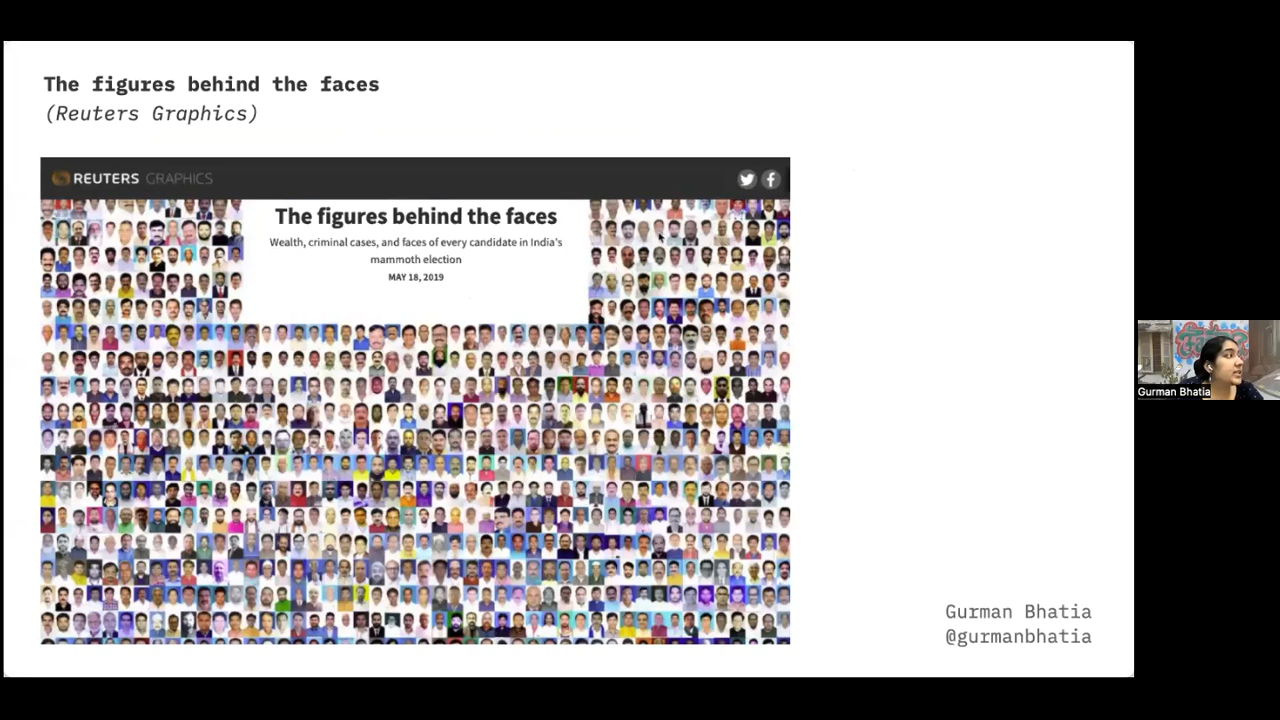 The figures behind the faces
(Reuters Graphics)
REUTERS GRAPHICS
The figures behind the faces
Wealth, criminal cases, and faces of every candidate in India's
mammoth election
MAY 18, 2019
Gurman Bhatia
@gurmanbhatia
Gurman Bhatia